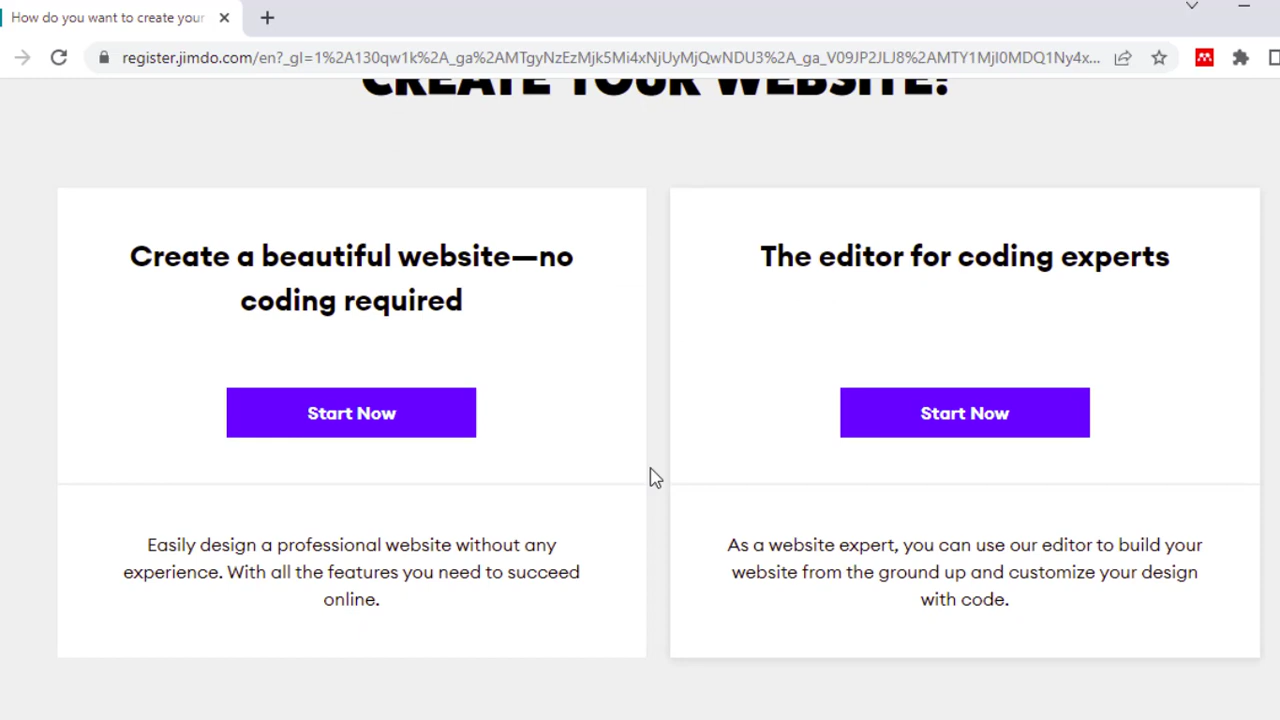 How do you want to create your
register.jimdo.com/en?_gl=1%2A130qw1k%2A_ga%2AMTgyNzEzMjk5Mi4xNjUyMjQwNDU3%2A_ga_V09JP2JLJ8%2AMTY1MjI0MDQ1Ny4x...
CREATE YOUR WEBSITE?
Create a beautiful website—no
coding required
Start Now
Easily design a professional website without any
experience. With all the features you need to succeed
online.
The editor for coding experts
Start Now
As a website expert, you can use our editor to build your
website from the ground up and customize your design
with code.